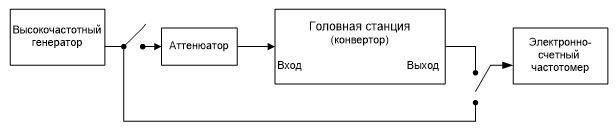 Высокочастотный
генератор
Аттенюатор
Головная станция
(конвертор)
Вход
Выход
Электронно-
счетный
частотомер